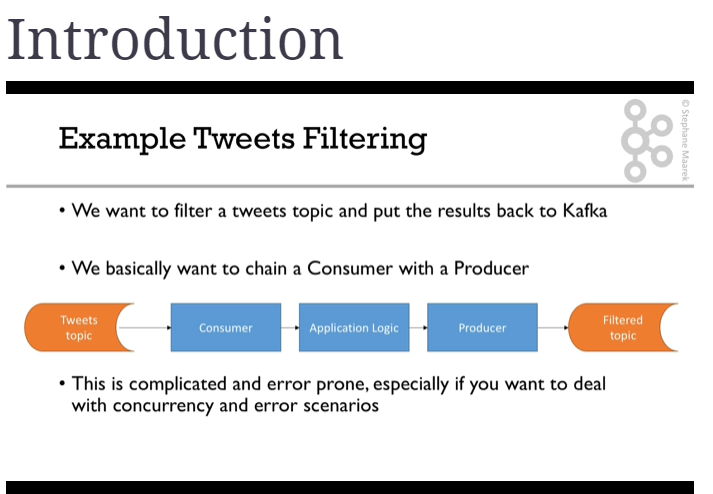 Introduction
Example Tweets Filtering
© Stephane Maarek
• We want to filter a tweets topic and put the results back to Kafka
• We basically want to chain a Consumer with a Producer
Tweets
topic
Consumer
Application Logic
Producer
Filtered
topic
• This is complicated and error prone, especially if you want to deal
with concurrency and error scenarios